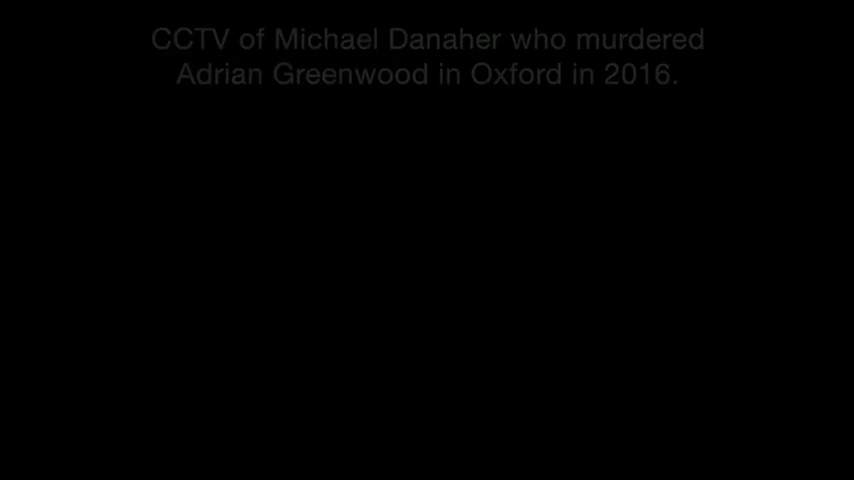 CCTV of Michael Danaher who murdered
Adrian Greenwood in Oxford in 2016.